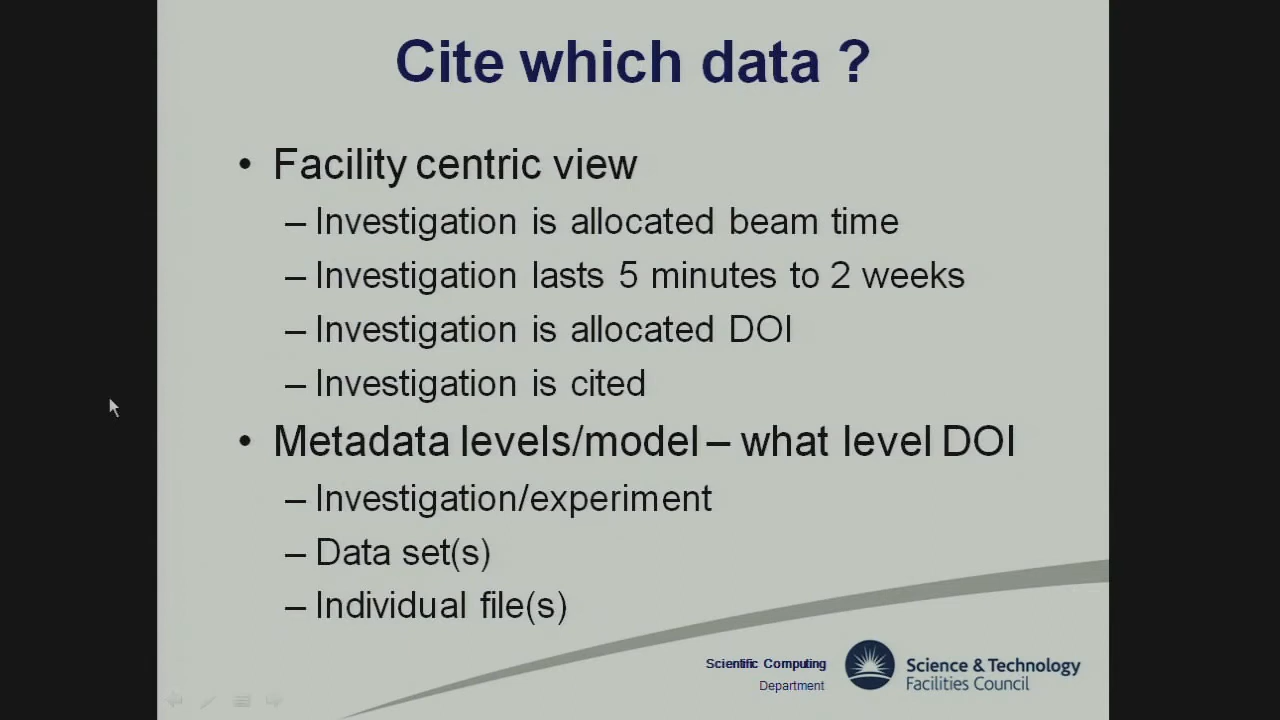 Cite which data ?
• Facility centric view
– Investigation is allocated beam time
– Investigation lasts 5 minutes to 2 weeks
– Investigation is allocated DOI
– Investigation is cited
• Metadata levels/model – what level DOI
– Investigation/experiment
– Data set(s)
– Individual file(s)
Scientific Computing
Department
Science & Technology
Facilities Council